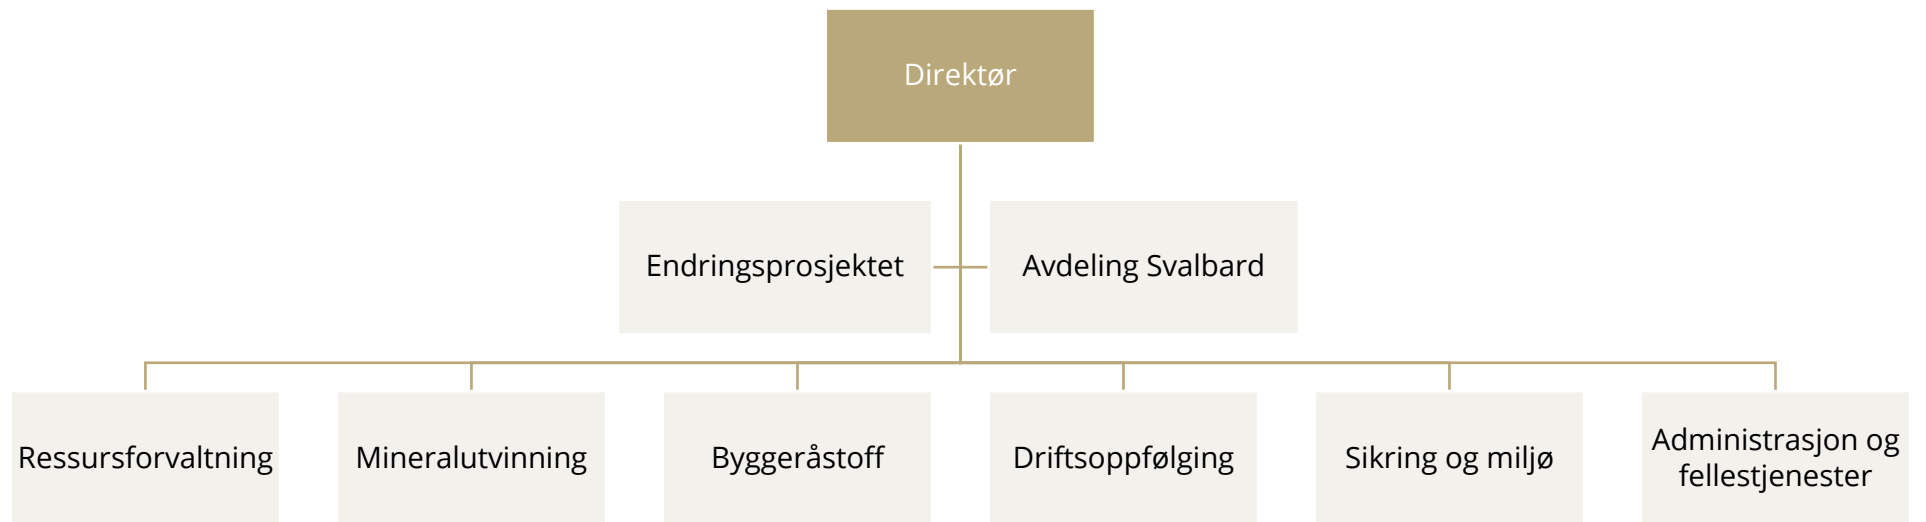 Direktør
Endringsprosjektet
Avdeling Svalbard
Ressursforvaltning
Mineralutvinning
Byggeråstoff
Driftsoppfølging
Sikring og miljø
Administrasjon og
fellestjenester